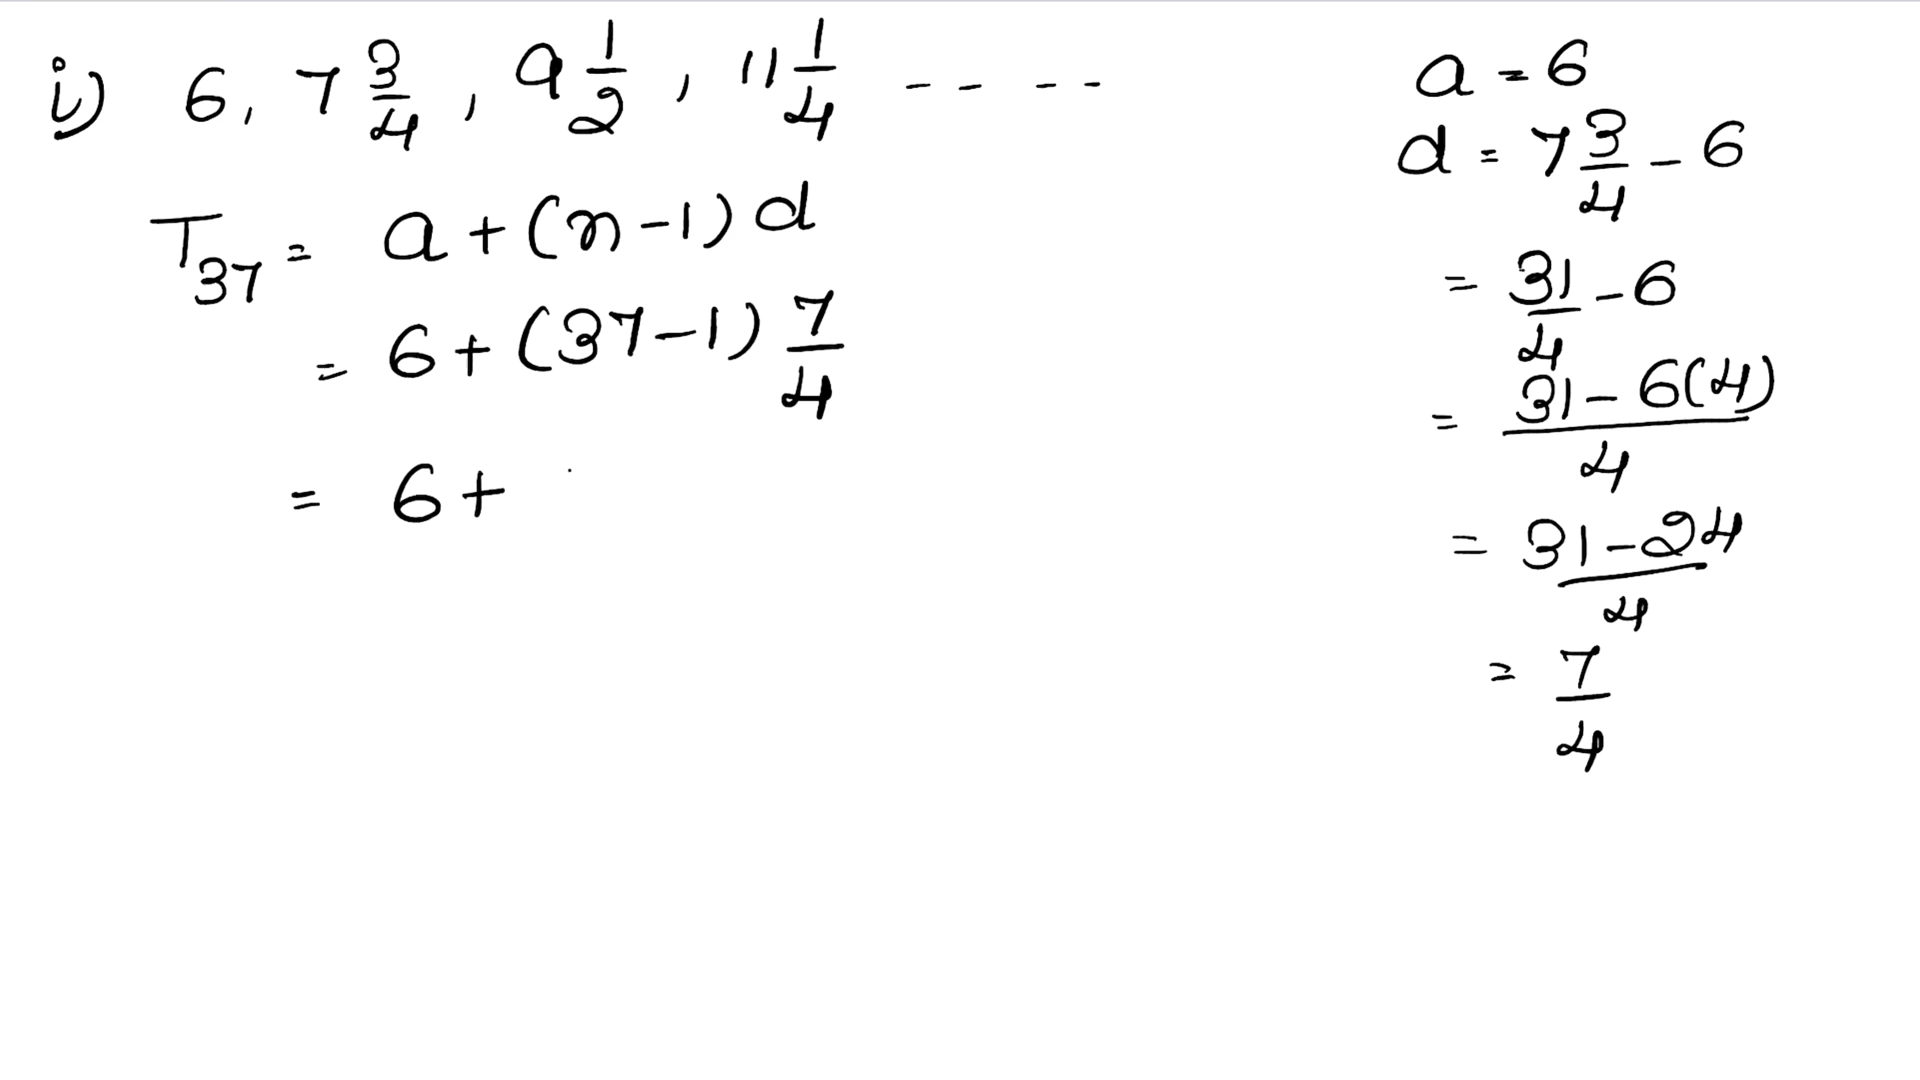 i) 6, 7 3/4, 9 1/2, 11 1/4 - - - - -
T37 = a + (n-1) d
= 6 + (37-1) 7/4
= 6 +
a = 6
d = 7 3/4 - 6
= 31/4 - 6
= 31 - 6(4) / 4
= 31 - 24 / 4
= 7/4